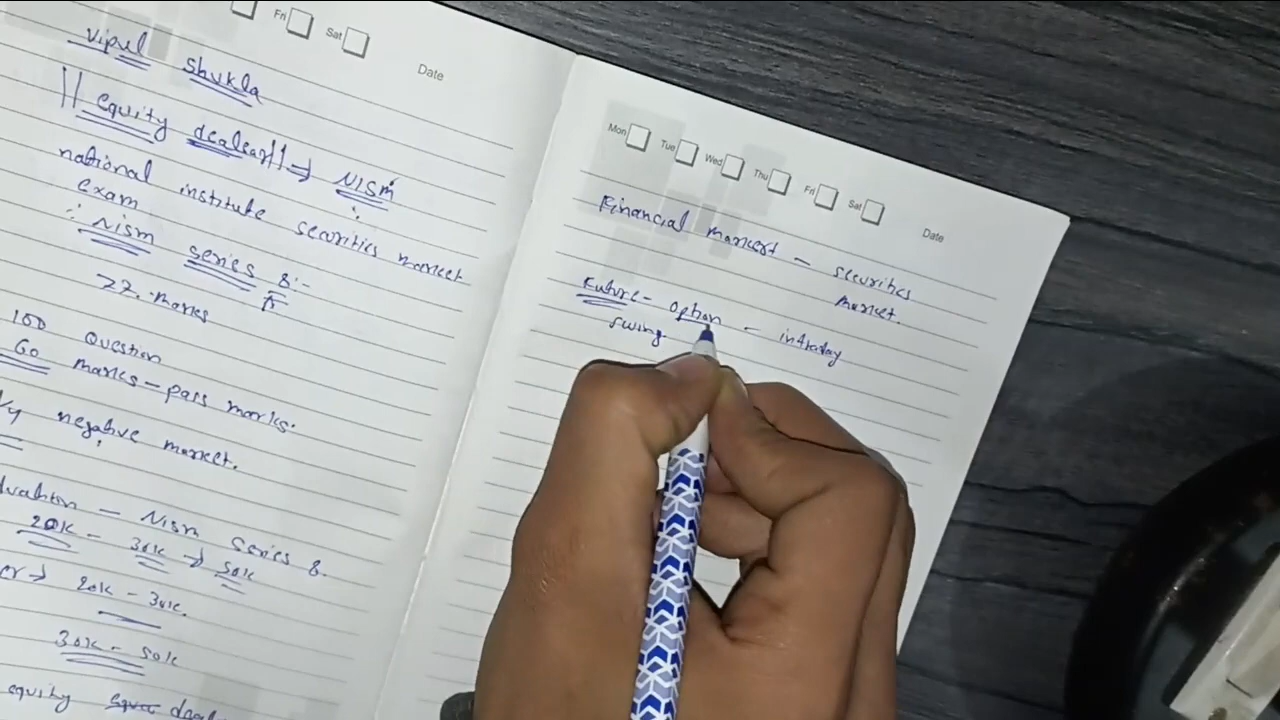 Fri Sat
Date
Vipul Shukla
|| equity dealear || → NISM
national institute securities market
exam
∴ NISM series 8:-
77. marks
100 Question
60 marks - pass marks.
negative market.
- NISM series 8.
20k - 30k → 50k
→ 20k - 30k.
30k - 50k
equity
Mon Tue Wed Thu Fri Sat
Date
Financial market - securities
market.
Future - option - intraday
swing